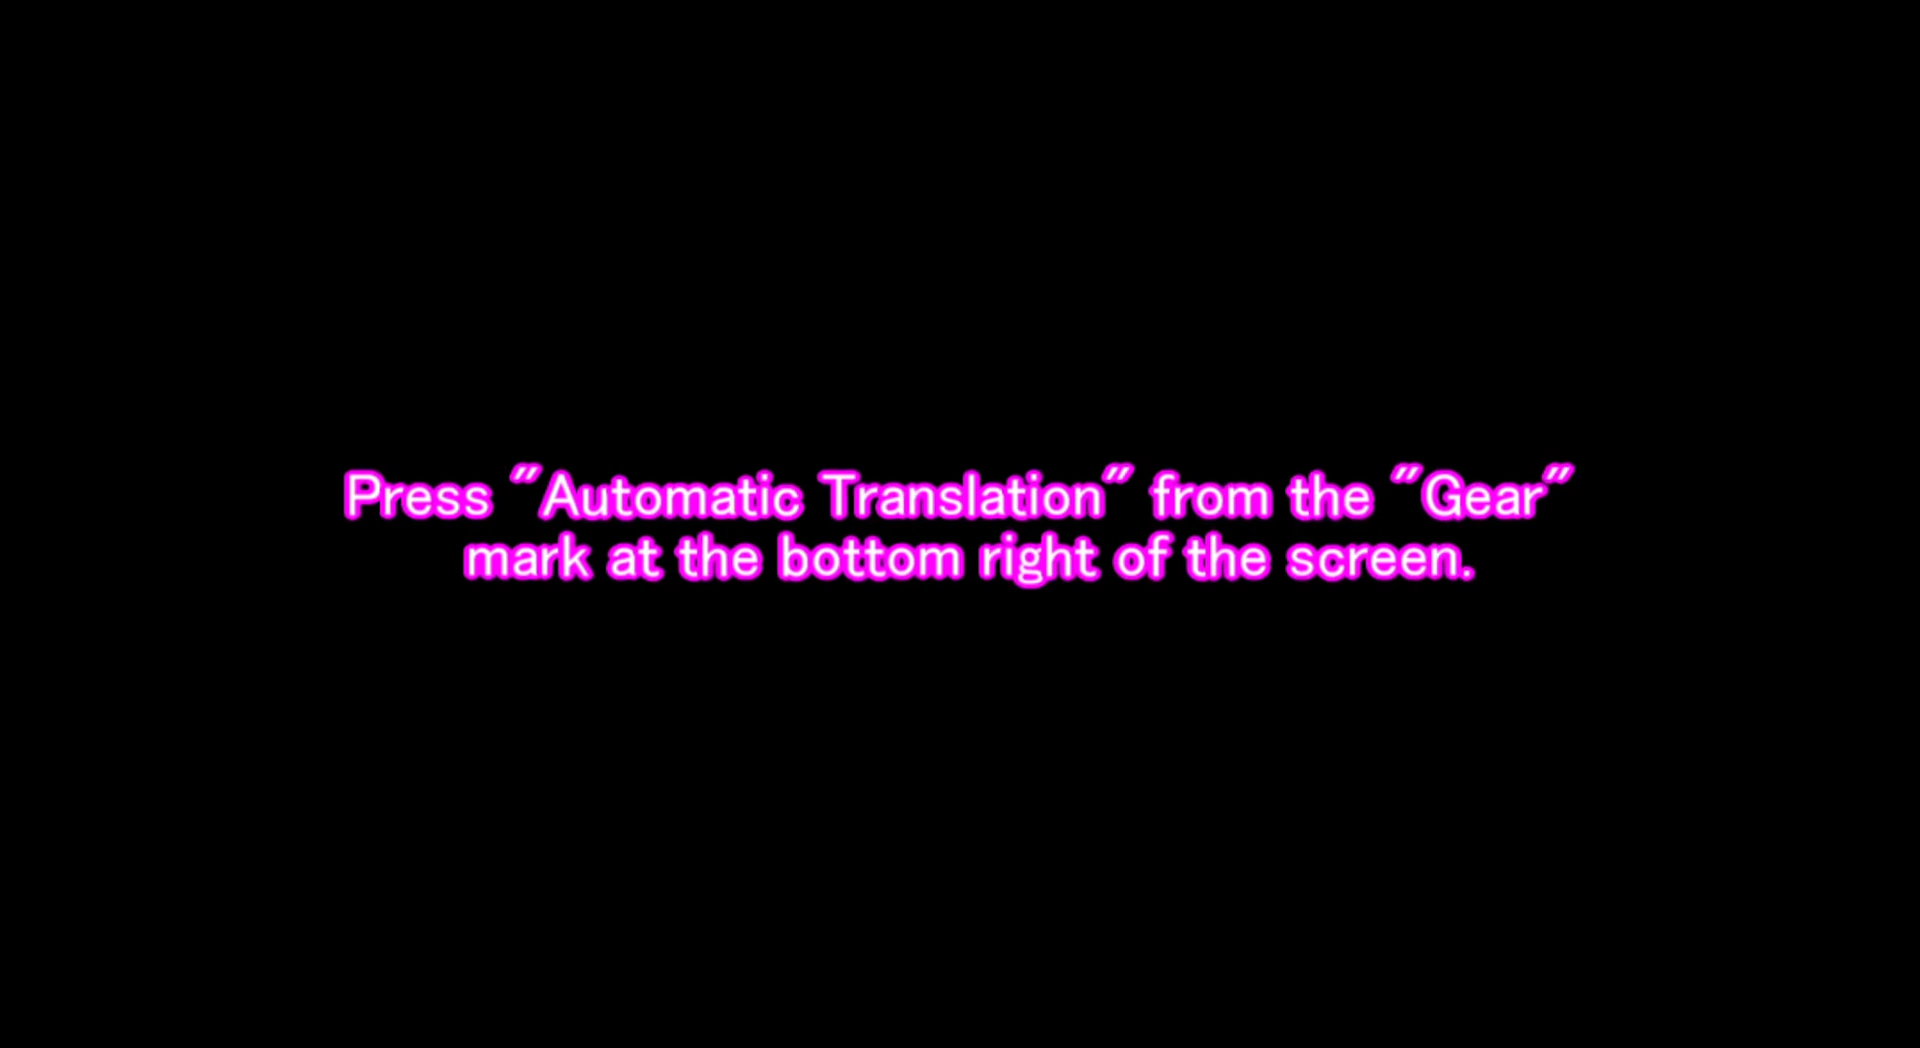 Press "Automatic Translation" from the "Gear"
mark at the bottom right of the screen.